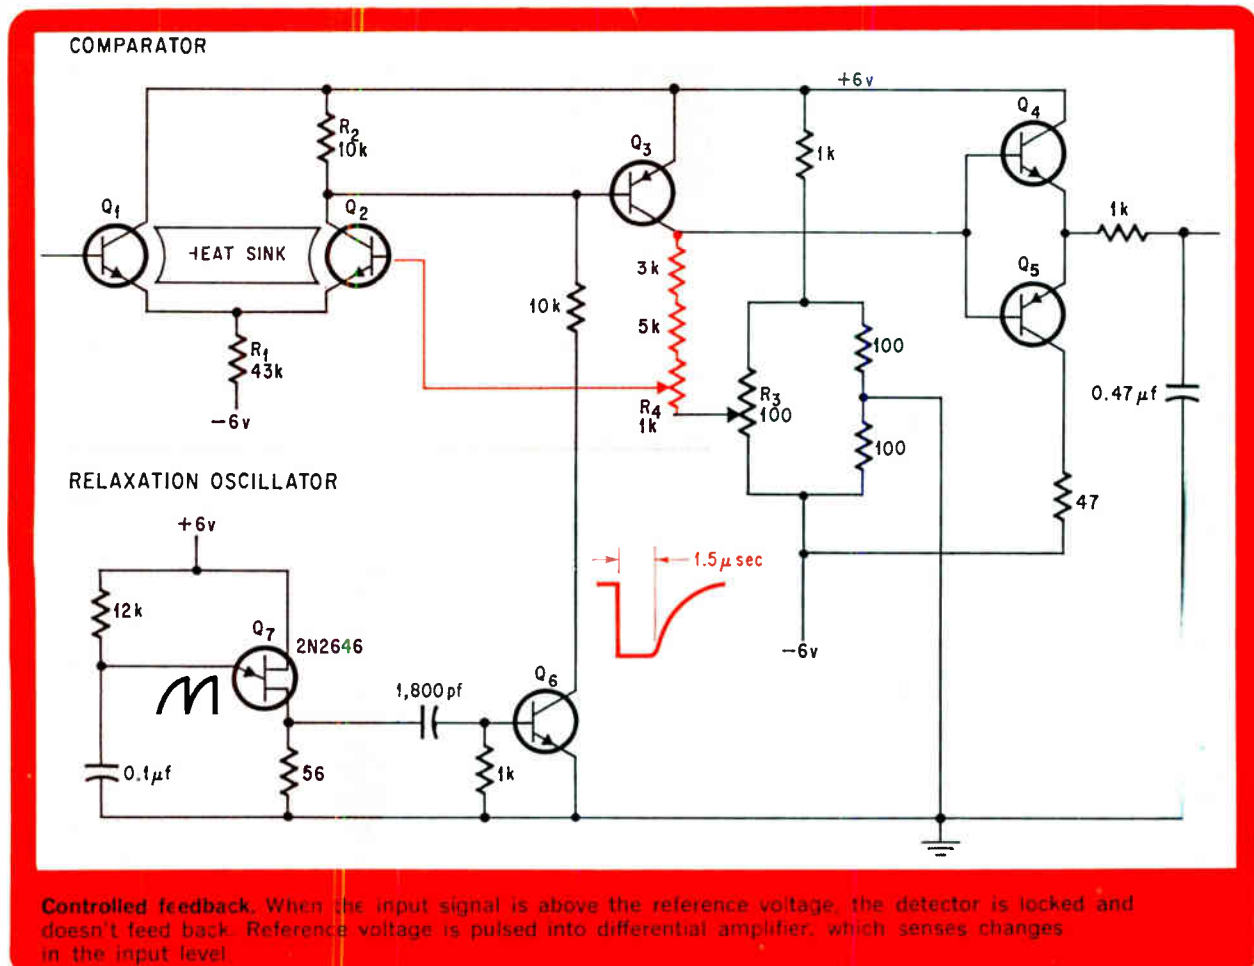 COMPARATOR
+6v
Q4
R2
10k
Q3
1k
Q1
Q2
1k
HEAT SINK
3k
Q5
10k
5k
100
R1
43k
R3
100
0.47µf
R4
1k
-6v
100
RELAXATION OSCILLATOR
47
+6v
1.5µsec
12k
Q7
2N2646
-6v
Q6
1,800pf
0.1µf
56
1k
Controlled feedback. When the input signal is above the reference voltage, the detector is locked and
doesn't feed back. Reference voltage is pulsed into differential amplifier, which senses changes
in the input level